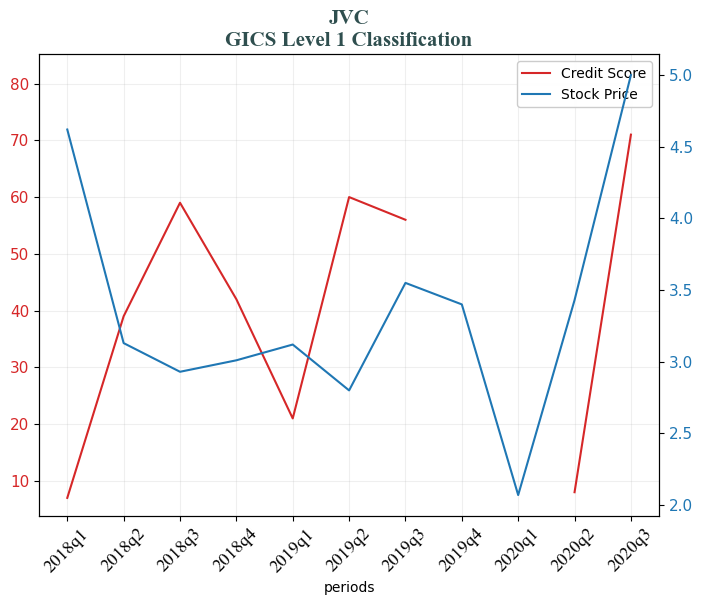 JVC
GICS Level 1 Classification
Credit Score
Stock Price
80
70
60
50
40
30
20
10
5.0
4.5
4.0
3.5
3.0
2.5
2.0
2018q1
2018q2
2018q3
2018q4
2019q1
2019q2
2019q3
2019q4
2020q1
2020q2
2020q3
periods